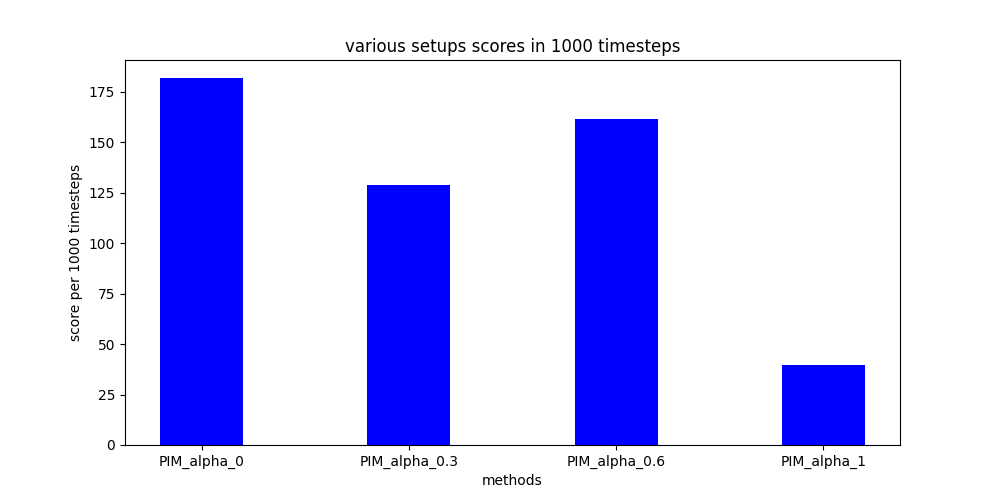 various setups scores in 1000 timesteps
score per 1000 timesteps
175
150
125
100
75
50
25
0
PIM_alpha_0 PIM_alpha_0.3 PIM_alpha_0.6 PIM_alpha_1
methods